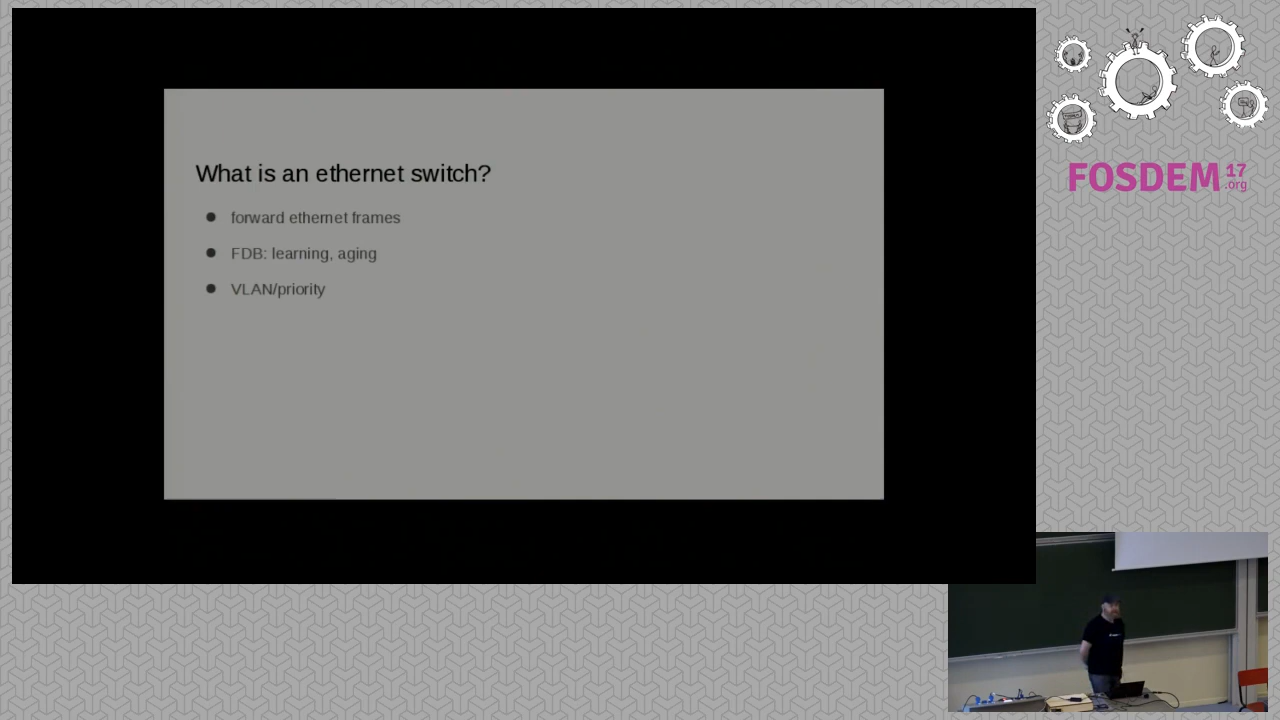 What is an ethernet switch?
forward ethernet frames
FDB: learning, aging
VLAN/priority
FOSDEM 17
.org